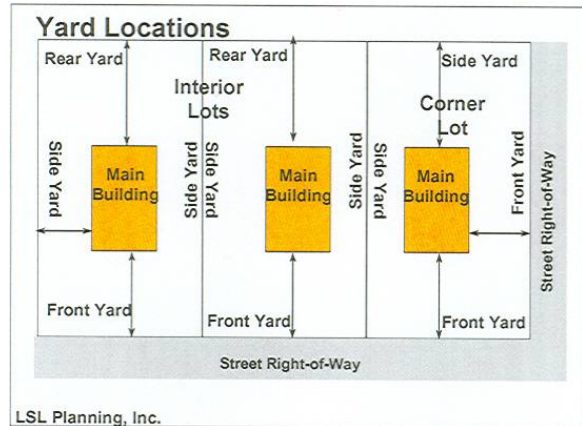 Yard Locations
Rear Yard
Rear Yard
Side Yard
Interior
Lots
Corner
Lot
Side Yard
Main
Building
Side Yard
Side Yard
Main
Building
Side Yard
Side Yard
Main
Building
Front Yard
Street Right-of-Way
Front Yard
Front Yard
Front Yard
Street Right-of-Way
LSL Planning, Inc.